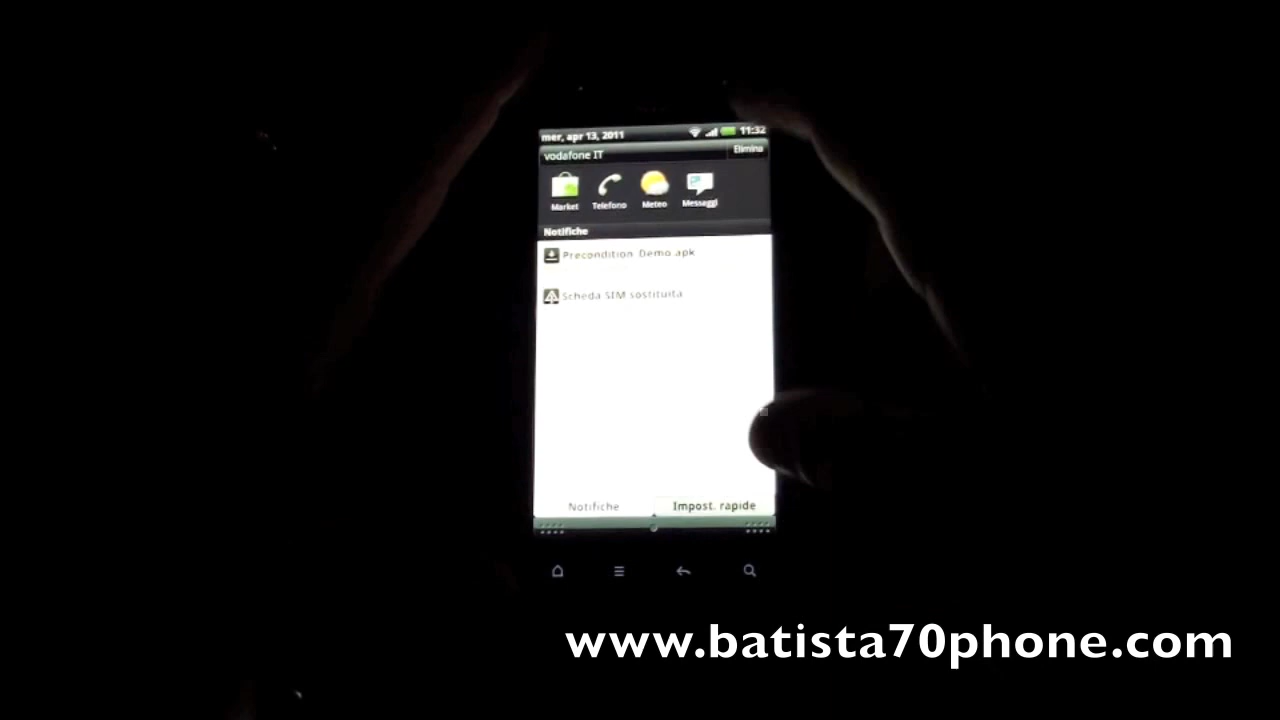 mer, apr 13, 2011 11:32
vodafone IT Elimina
Market Telefono Meteo Messaggi
Notifiche
Precondition Demo.apk
Scheda SIM sostituita
Notifiche Impost. rapide
www.batista70phone.com